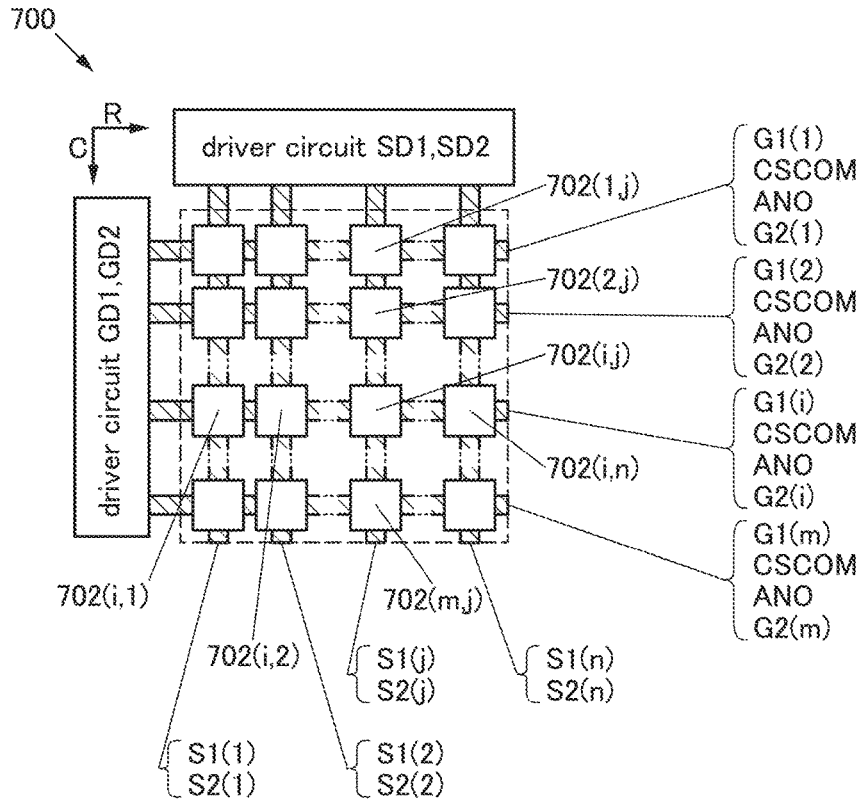 700
R
C
driver circuit SD1,SD2
driver circuit GD1,GD2
702(1,j)
702(2,j)
702(i,j)
702(i,n)
702(i,1)
702(i,2)
702(m,j)
G1(1)
CSCOM
ANO
G2(1)
G1(2)
CSCOM
ANO
G2(2)
G1(i)
CSCOM
ANO
G2(i)
G1(m)
CSCOM
ANO
G2(m)
S1(j)
S2(j)
S1(n)
S2(n)
S1(1)
S2(1)
S1(2)
S2(2)